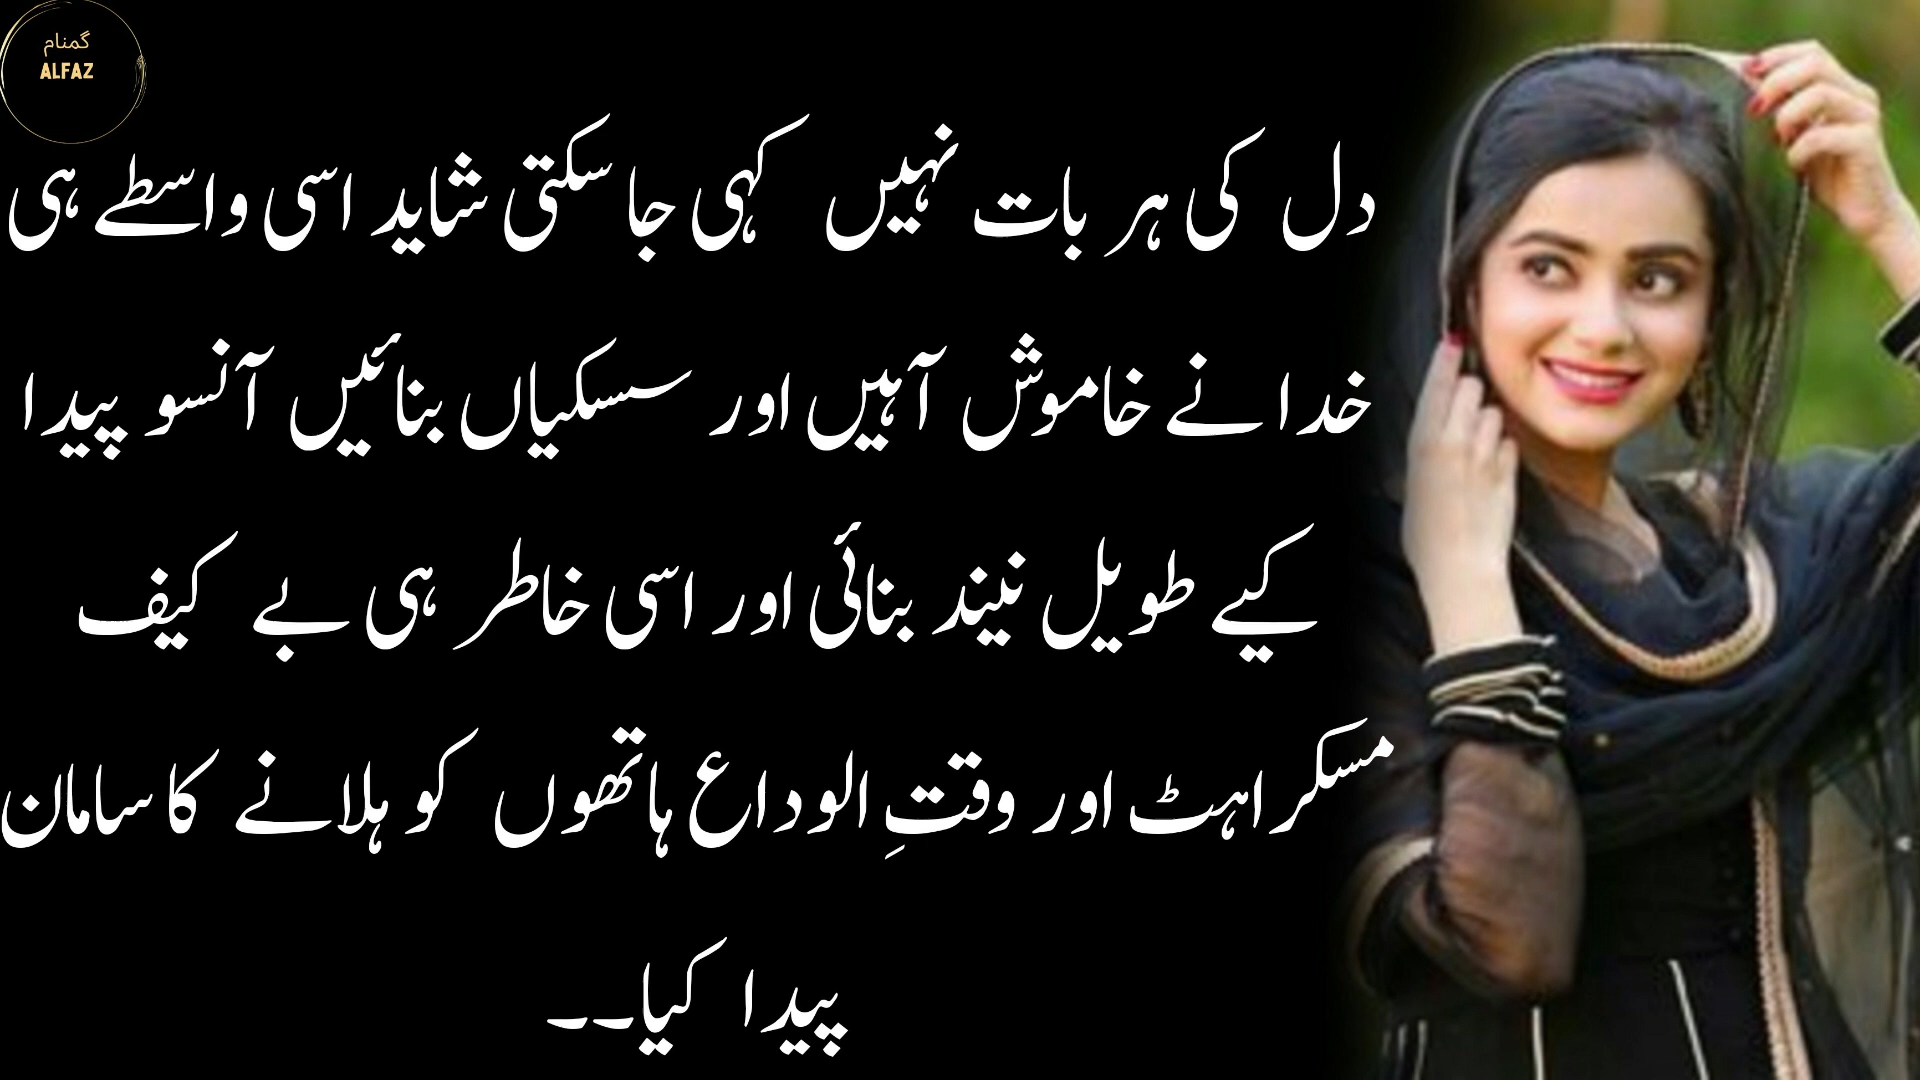 گمنام
ALFAZ
دل کی ہر بات نہیں کہی جا سکتی شاید اسی واسطے ہی
خدا نے خاموش آہیں اور سسکیاں بنائیں آنسو پیدا
کیے طویل نیند بنائی اور اسی خاطر ہی بے کیف
مسکراہٹ اور وقتِ الوداع ہاتھوں کو ہلانے کا سامان
پیدا کیا۔۔